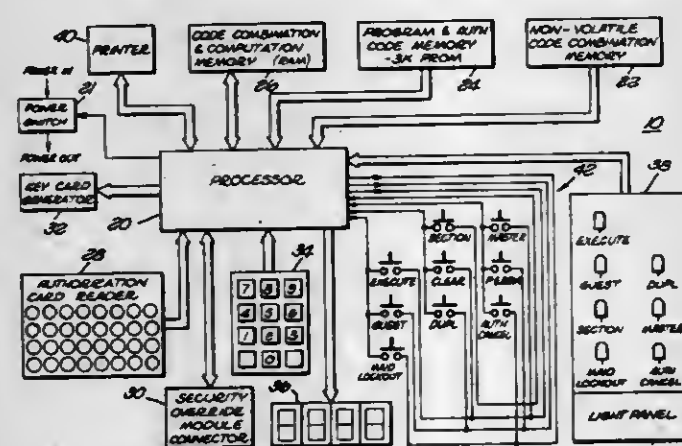 40
PRINTER
CODE COMBINATION
& COMPUTATION
MEMORY (RAM)
26
PROGRAM & AUTH
CODE MEMORY
-3K PROM
24
NON-VOLATILE
CODE COMBINATION
MEMORY
22
POWER IN
21
POWER
SWITCH
POWER OUT
10
PROCESSOR
20
42
38
KEY CARD
GENERATOR
32
28
AUTHORIZATION
CARD READER
34
7 8 9
4 5 6
1 2 3
0
SECTION
MASTER
EXECUTE
CLEAR
GUEST
DUPL
AUTH
CANCEL
MAID
LOCKOUT
EXECUTE
GUEST
DUPL
SECTION
MASTER
MAID
LOCKOUT
AUTH
CANCEL
LIGHT PANEL
30
SECURITY
OVERRIDE
MODULE
CONNECTOR
36
8 8 8 8